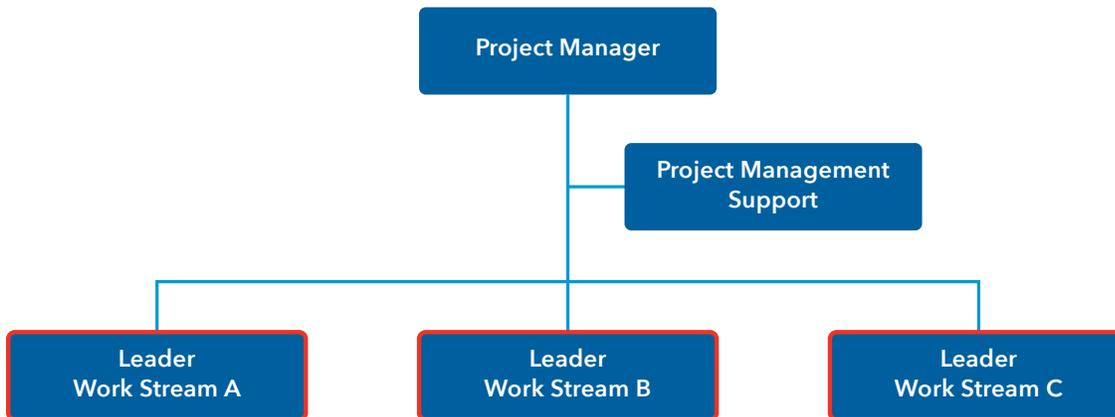 Project Manager
Project Management
Support
Leader
Work Stream A
Leader
Work Stream B
Leader
Work Stream C